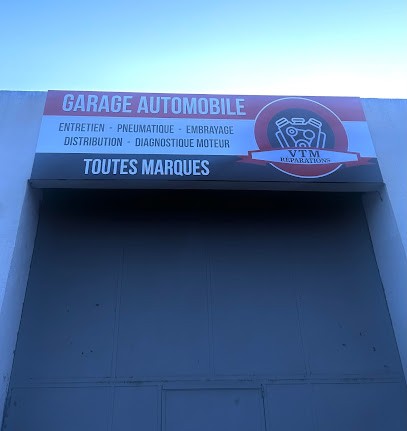 GARAGE AUTOMOBILE
ENTRETIEN - PNEUMATIQUE - EMBRAYAGE
DISTRIBUTION - DIAGNOSTIQUE MOTEUR
TOUTES MARQUES
VTM
REPARATIONS